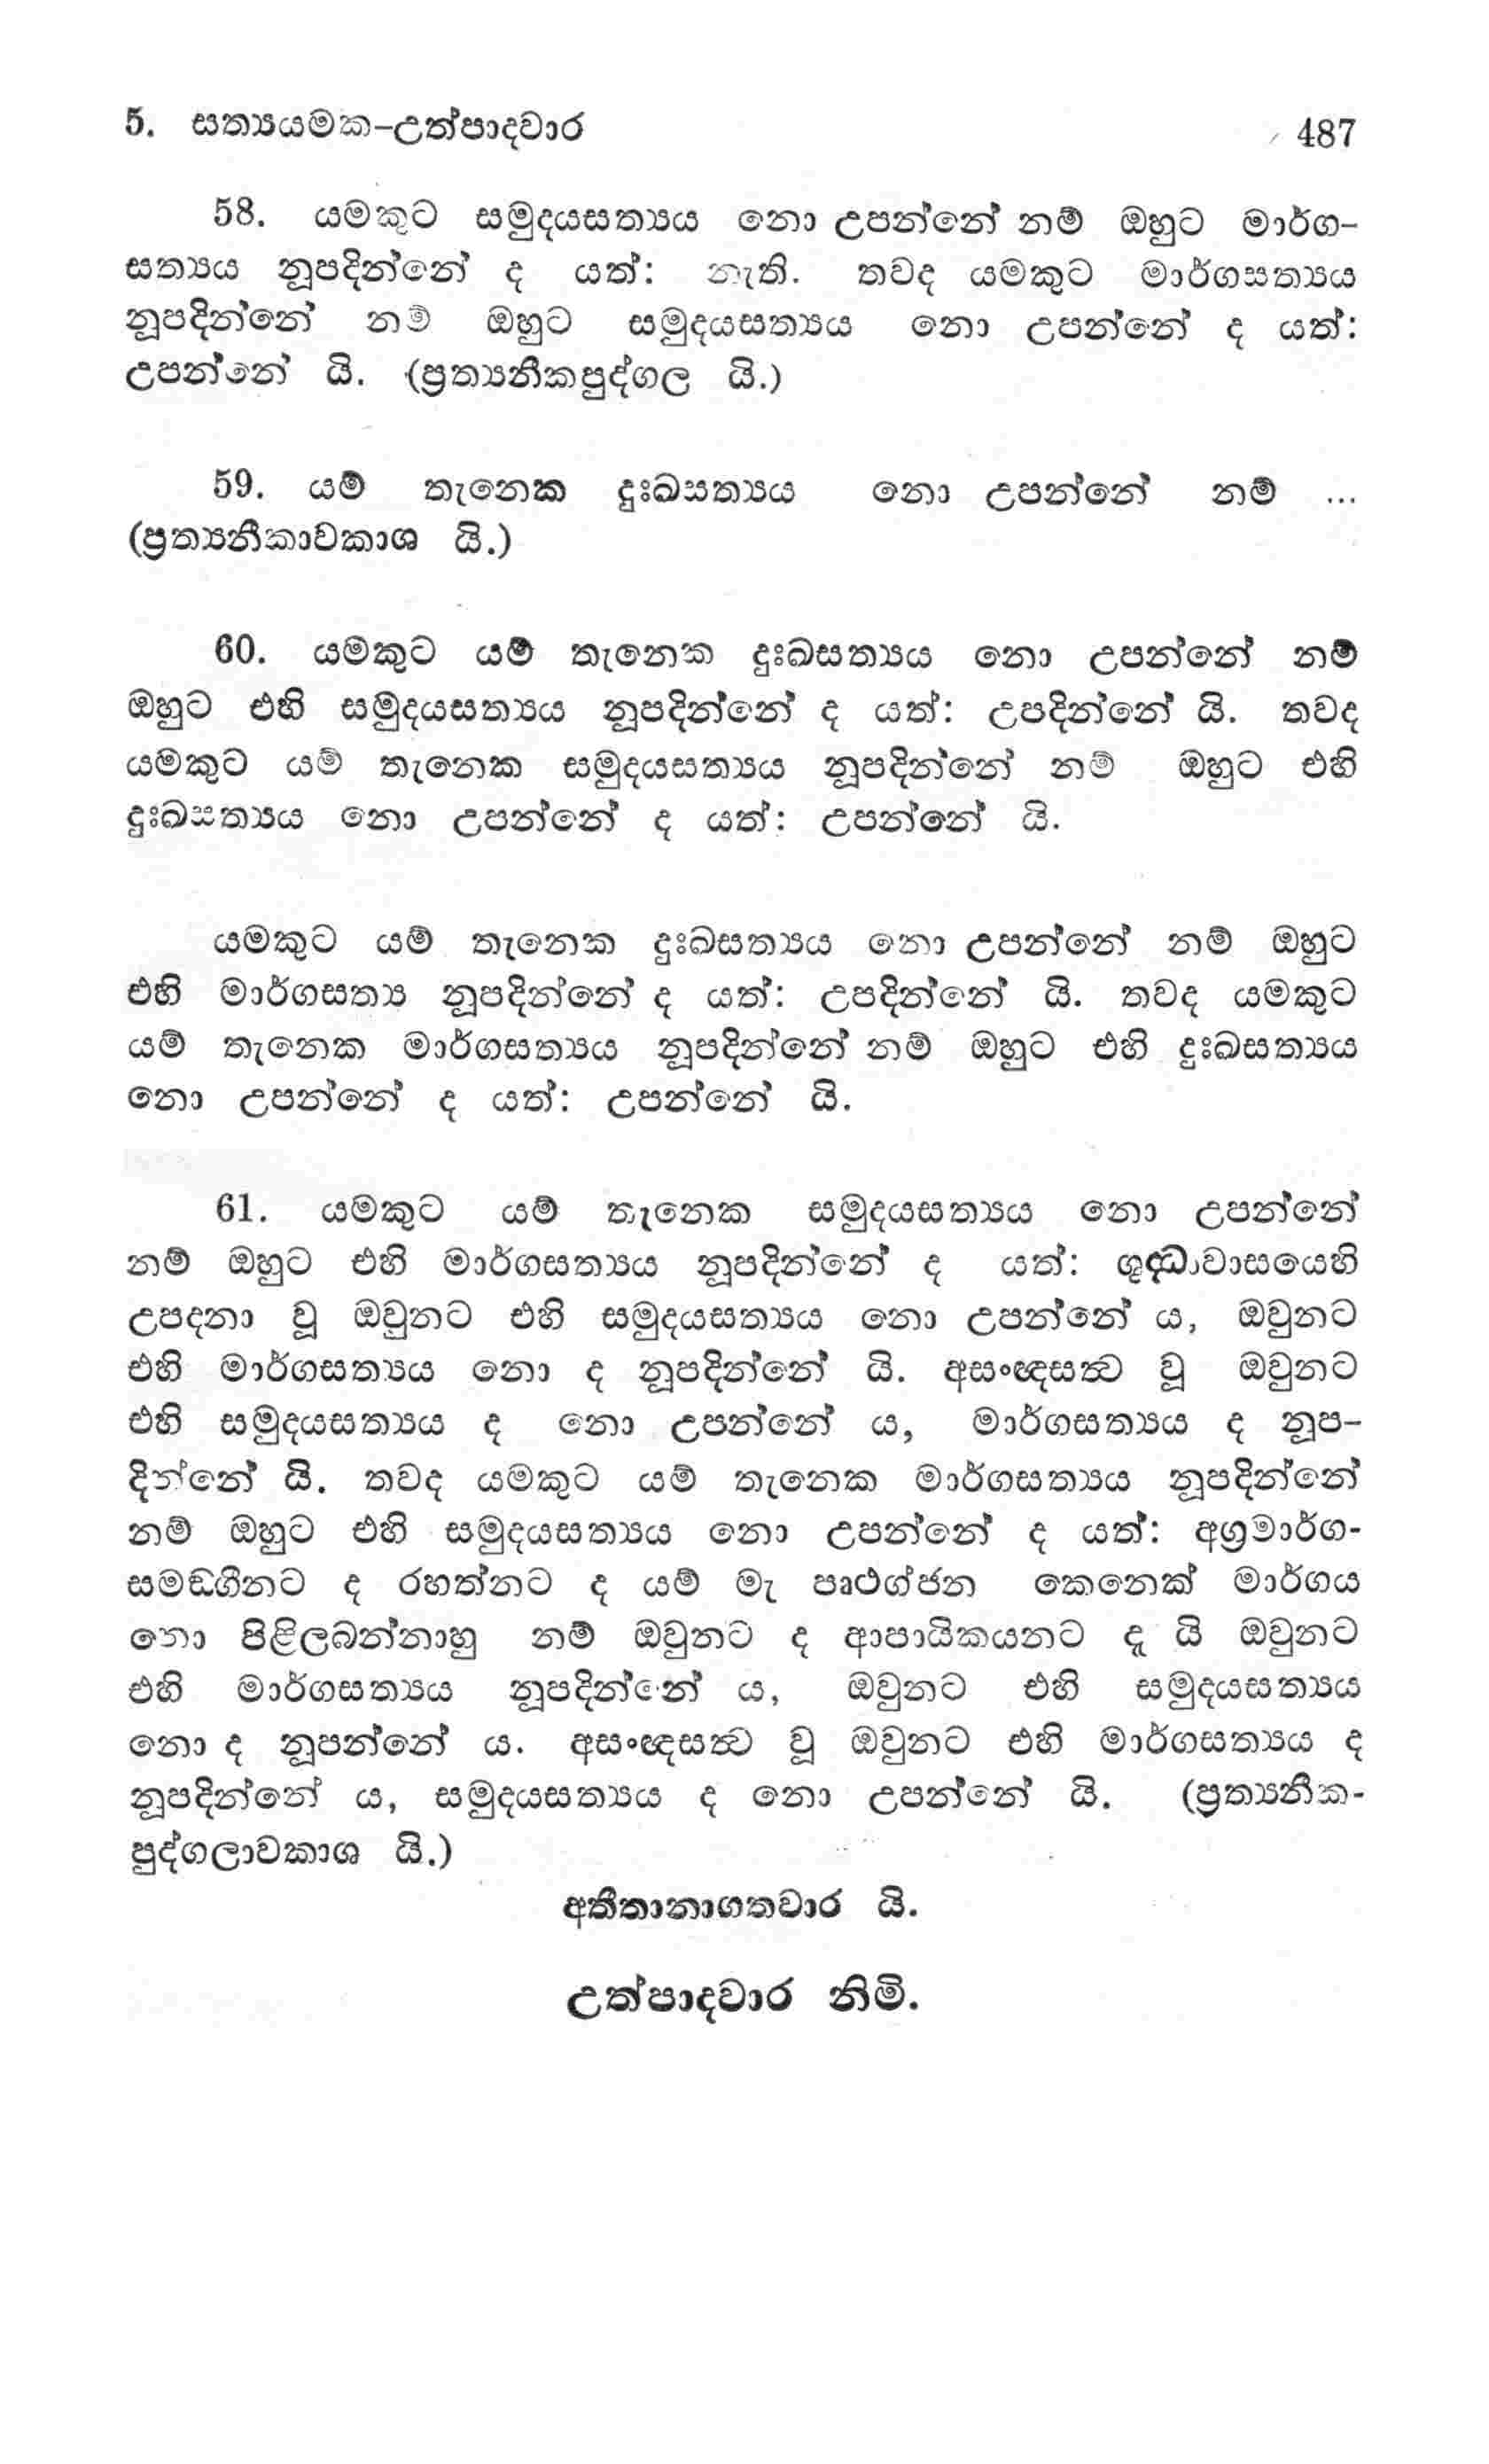 5. සත්‍යයමක-උත්පාදවාර 487
58. යමකුට සමුදයසත්‍යය නො උපන්නේ නම් ඔහුට මාර්ග-
සත්‍යය නූපදින්නේ ද යත්: නැති. තවද යමකුට මාර්ගසත්‍යය
නූපදින්නේ නම් ඔහුට සමුදයසත්‍යය නො උපන්නේ ද යත්:
උපන්නේ යි. (ප්‍රත්‍යනීකපුද්ගල යි.)
59. යම් තැනෙක දුඃඛසත්‍යය නො උපන්නේ නම් ...
(ප්‍රත්‍යනීකාවකාශ යි.)
60. යමකුට යම් තැනෙක දුඃඛසත්‍යය නො උපන්නේ නම්
ඔහුට එහි සමුදයසත්‍යය නූපදින්නේ ද යත්: උපදින්නේ යි. තවද
යමකුට යම් තැනෙක සමුදයසත්‍යය නූපදින්නේ නම් ඔහුට එහි
දුඃඛසත්‍යය නො උපන්නේ ද යත්: උපන්නේ යි.
යමකුට යම් තැනෙක දුඃඛසත්‍යය නො උපන්නේ නම් ඔහුට
එහි මාර්ගසත්‍ය නූපදින්නේ ද යත්: උපදින්නේ යි. තවද යමකුට
යම් තැනෙක මාර්ගසත්‍යය නූපදින්නේ නම් ඔහුට එහි දුඃඛසත්‍යය
නො උපන්නේ ද යත්: උපන්නේ යි.
61. යමකුට යම් තැනෙක සමුදයසත්‍යය නො උපන්නේ
නම් ඔහුට එහි මාර්ගසත්‍යය නූපදින්නේ ද යත්: ශුද්‍ධාවාසයෙහි
උපදනා වූ ඔවුනට එහි සමුදයසත්‍යය නො උපන්නේ ය, ඔවුනට
එහි මාර්ගසත්‍යය නො ද නූපදින්නේ යි. අසංඥසත්‍ව වූ ඔවුනට
එහි සමුදයසත්‍යය ද නො උපන්නේ ය, මාර්ගසත්‍යය ද නූප-
දින්නේ යි. තවද යමකුට යම් තැනෙක මාර්ගසත්‍යය නූපදින්නේ
නම් ඔහුට එහි සමුදයසත්‍යය නො උපන්නේ ද යත්: අග්‍රමාර්ග-
සමඞ්ගීනට ද රහත්නට ද යම් මැ පෘථග්ජන කෙනෙක් මාර්ගය
නො පිළිලබන්නාහු නම් ඔවුනට ද ආපායිකයනට දැ යි ඔවුනට
එහි මාර්ගසත්‍යය නූපදින්නේ ය, ඔවුනට එහි සමුදයසත්‍යය
නො ද නූපන්නේ ය. අසංඥසත්‍ව වූ ඔවුනට එහි මාර්ගසත්‍යය ද
නූපදින්නේ ය, සමුදයසත්‍යය ද නො උපන්නේ යි. (ප්‍රත්‍යනීක-
පුද්ගලාවකාශ යි.)
අතීතානාගතවාර යි.
උත්පාදවාර නිමි.